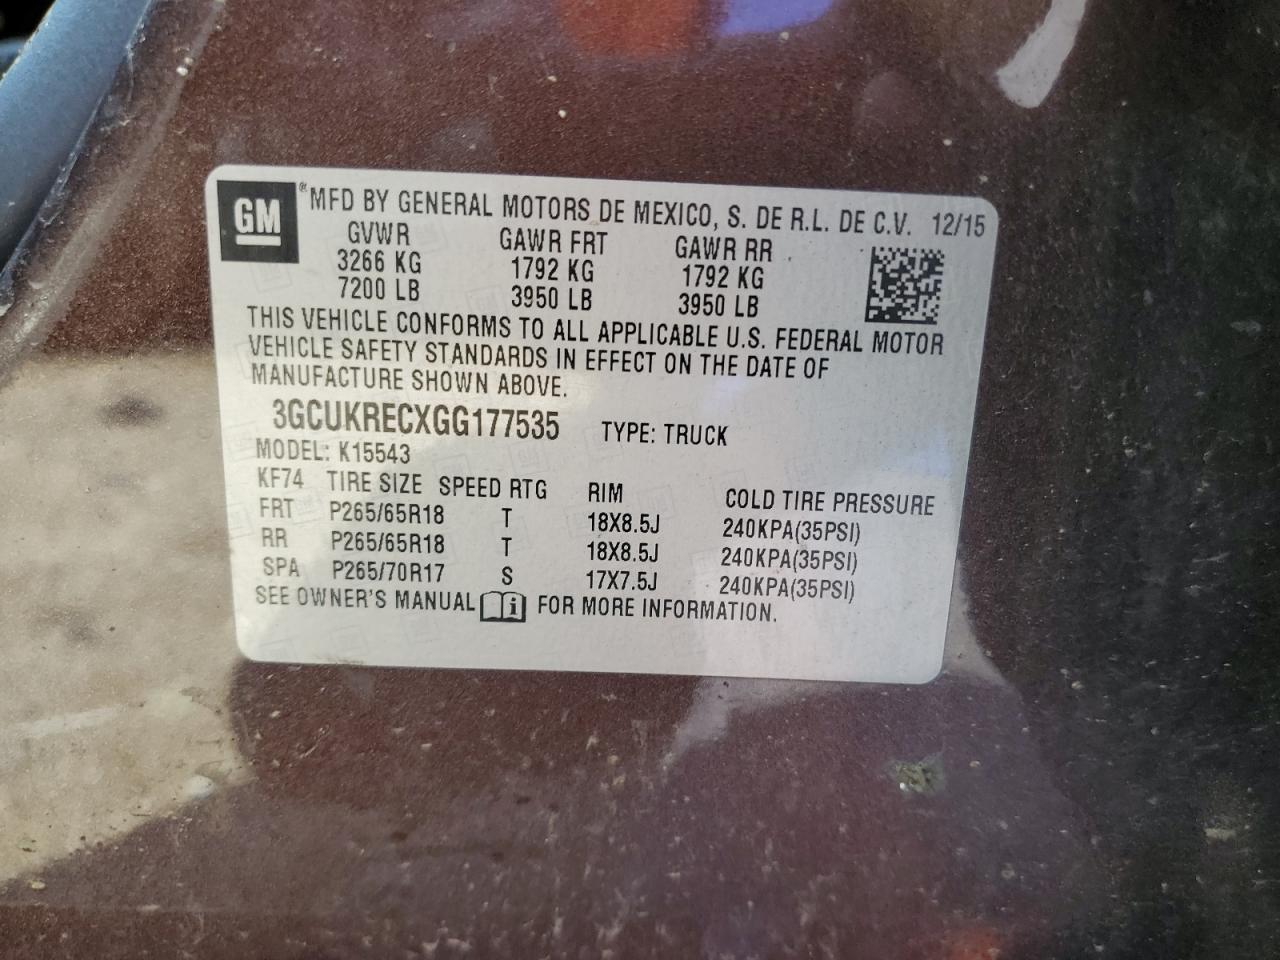 GM ® MFD BY GENERAL MOTORS DE MEXICO, S. DE R.L. DE C.V. 12/15
GVWR GAWR FRT GAWR RR
3266 KG 1792 KG 1792 KG
7200 LB 3950 LB 3950 LB
THIS VEHICLE CONFORMS TO ALL APPLICABLE U.S. FEDERAL MOTOR
VEHICLE SAFETY STANDARDS IN EFFECT ON THE DATE OF
MANUFACTURE SHOWN ABOVE.
3GCUKRECXGG177535 TYPE: TRUCK
MODEL: K15543
KF74 TIRE SIZE SPEED RTG RIM COLD TIRE PRESSURE
FRT P265/65R18 T 18X8.5J 240KPA(35PSI)
RR P265/65R18 T 18X8.5J 240KPA(35PSI)
SPA P265/70R17 S 17X7.5J 240KPA(35PSI)
SEE OWNER'S MANUAL i FOR MORE INFORMATION.